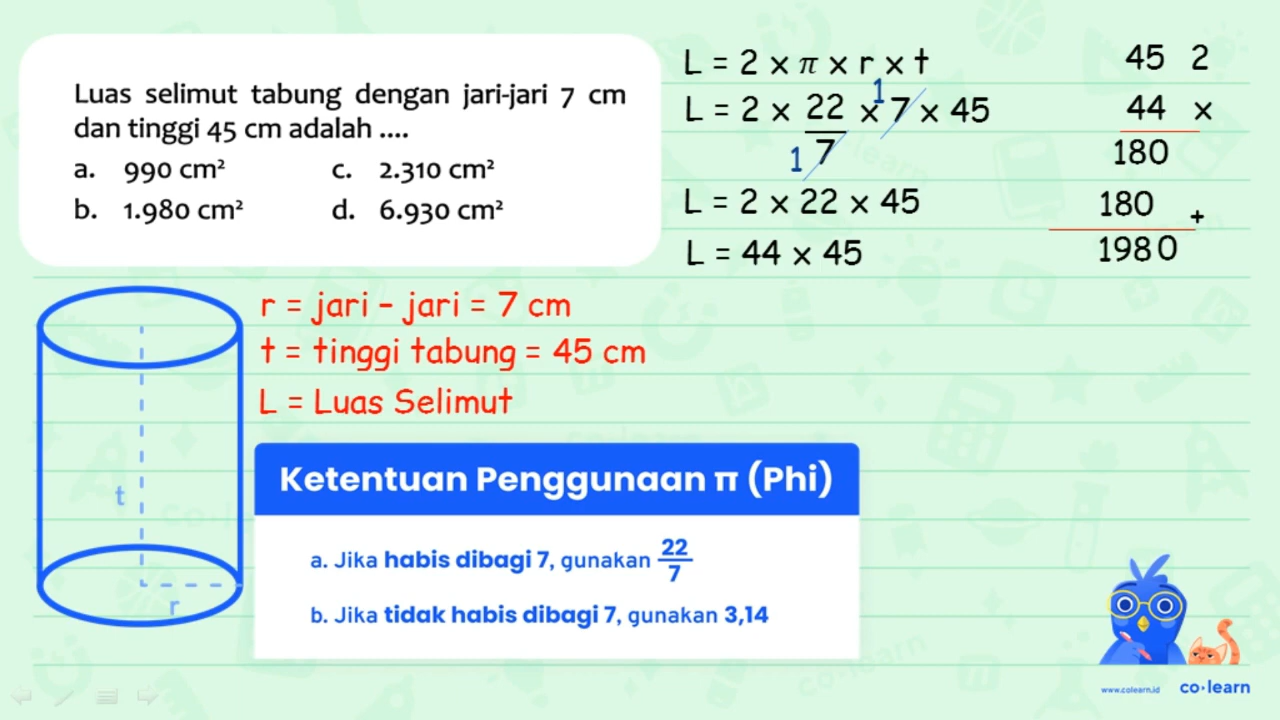 Luas selimut tabung dengan jari-jari 7 cm
dan tinggi 45 cm adalah ....
a. 990 cm² c. 2.310 cm²
b. 1.980 cm² d. 6.930 cm²
L = 2 x π x r x t
L = 2 x 22/7 x 7 x 45
1
1
L = 2 x 22 x 45
L = 44 x 45
45 2
44 x
180
180 +
1980
r = jari - jari = 7 cm
t = tinggi tabung = 45 cm
L = Luas Selimut
t
r
Ketentuan Penggunaan π (Phi)
a. Jika habis dibagi 7, gunakan 22/7
b. Jika tidak habis dibagi 7, gunakan 3,14
www.colearn.id co·learn